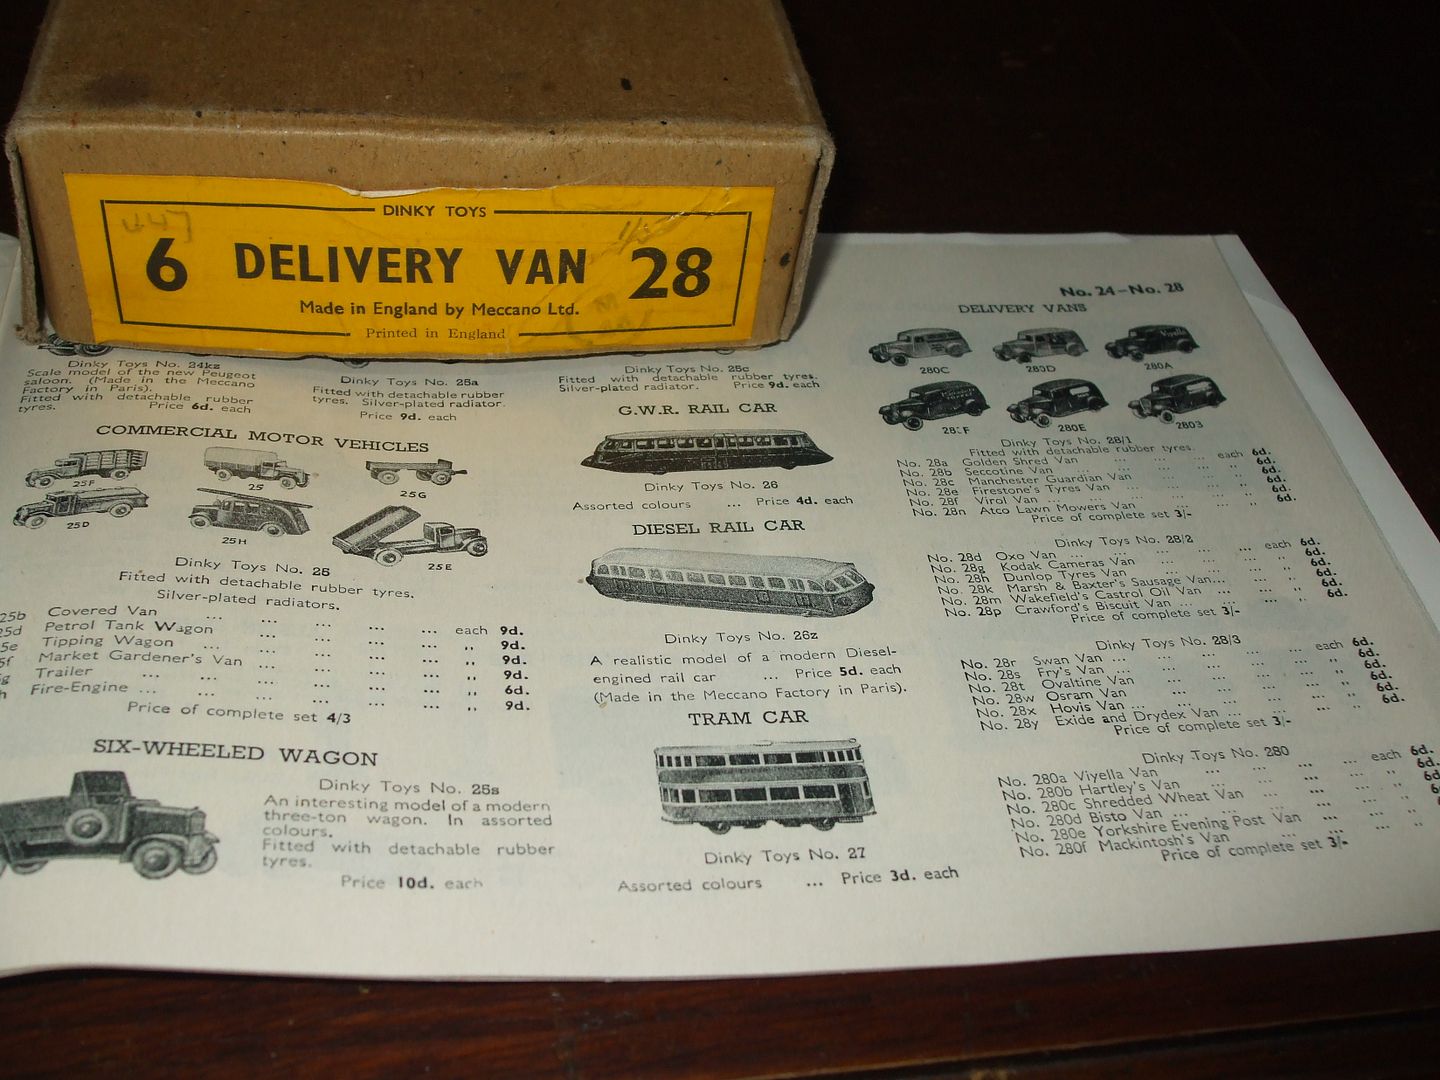 DINKY TOYS
6 DELIVERY VAN 28
Made in England by Meccano Ltd.
Printed in England
Dinky Toys No. 24kz
Scale model of the new Peugeot
saloon. (Made in the Meccano
Factory in Paris).
Fitted with detachable rubber
tyres. Price 6d. each
Dinky Toys No. 25a
Fitted with detachable rubber
tyres. Silver-plated radiator.
Price 9d. each
COMMERCIAL MOTOR VEHICLES
25F
25
25G
25D
25H
25E
Dinky Toys No. 25
Fitted with detachable rubber tyres.
Silver-plated radiators.
25b Covered Van ... ... ... ... each 9d.
25d Petrol Tank Wagon ... ... ... ,, 9d.
5e Tipping Wagon ... ... ... ... ,, 9d.
5f Market Gardener's Van ... ... ... ,, 9d.
g Trailer ... ... ... ... ... ,, 6d.
h Fire-Engine ... ... ... ... ... ,, 9d.
Price of complete set 4/3
SIX-WHEELED WAGON
Dinky Toys No. 25s
An interesting model of a modern
three-ton wagon. In assorted
colours.
Fitted with detachable rubber
tyres.
Price 10d. each
Dinky Toys No. 25c
Fitted with detachable rubber tyres.
Silver-plated radiator. Price 9d. each
G.W.R. RAIL CAR
Dinky Toys No. 26
Assorted colours ... Price 4d. each
DIESEL RAIL CAR
Dinky Toys No. 26z
A realistic model of a modern Diesel-
engined rail car ... Price 5d. each
(Made in the Meccano Factory in Paris).
TRAM CAR
Dinky Toys No. 27
Assorted colours ... Price 3d. each
No. 24–No. 28
DELIVERY VANS
280C
280D
280A
28 F
280E
280B
Dinky Toys No. 28/1
Fitted with detachable rubber tyres.
No. 28a Golden Shred Van ... ... each 6d.
No. 28b Seccotine Van ... ... ... ,, 6d.
No. 28c Manchester Guardian Van ... ,, 6d.
No. 28e Firestone's Tyres Van ... ... ,, 6d.
No. 28f Virol Van ... ... ... ,, 6d.
No. 28n Atco Lawn Mowers Van ... ,, 6d.
Price of complete set 3/-
Dinky Toys No. 28/2
No. 28d Oxo Van ... ... ... ... each 6d.
No. 28g Kodak Cameras Van ... ... ,, 6d.
No. 28h Dunlop Tyres Van ... ... ,, 6d.
No. 28k Marsh & Baxter's Sausage Van... ,, 6d.
No. 28m Wakefield's Castrol Oil Van ... ,, 6d.
No. 28p Crawford's Biscuit Van ... ... ,, 6d.
Price of complete set 3/-
Dinky Toys No. 28/3
No. 28r Swan Van ... ... ... each 6d.
No. 28s Fry's Van ... ... ... ,, 6d.
No. 28t Ovaltine Van ... ... ,, 6d.
No. 28w Osram Van ... ... ... ,, 6d.
No. 28x Hovis Van ... ... ... ,, 6d.
No. 28y Exide and Drydex Van ... ... ,, 6d.
Price of complete set 3/-
Dinky Toys No. 280
No. 280a Viyella Van ... ... ... each 6d.
No. 280b Hartley's Van ... ... ... ,, 6d.
No. 280c Shredded Wheat Van ... ... ,, 6d.
No. 280d Bisto Van ... ... ... ,,
No. 280e Yorkshire Evening Post Van ... ,,
No. 280f Mackintosh's Van ... ... ,,
Price of complete set 3/-